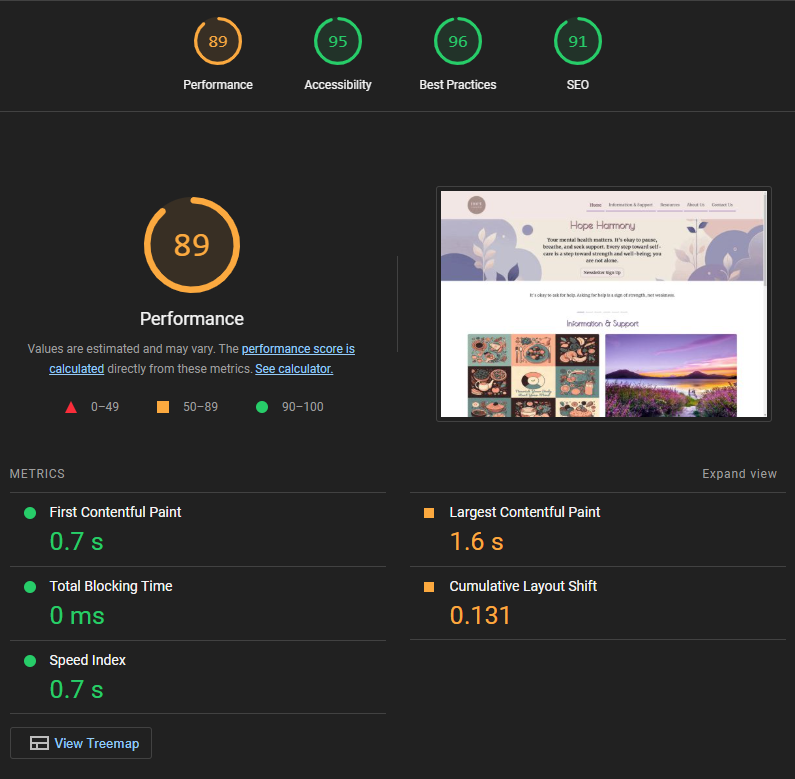 89
95
96
91
Performance
Accessibility
Best Practices
SEO
89
Performance
Values are estimated and may vary. The performance score is
calculated directly from these metrics. See calculator.
0–49
50–89
90–100
Home
Information & Support
Resources
About Us
Contact Us
Hope Harmony
Your mental health matters. It's okay to pause,
breathe, and seek support. Every step toward self-
care is a step toward strength and well-being; you
are not alone.
Newsletter Sign Up
It's okay to ask for help. Asking for help is a sign of strength, not weakness.
Information & Support
METRICS
Expand view
First Contentful Paint
0.7 s
Largest Contentful Paint
1.6 s
Total Blocking Time
0 ms
Cumulative Layout Shift
0.131
Speed Index
0.7 s
View Treemap